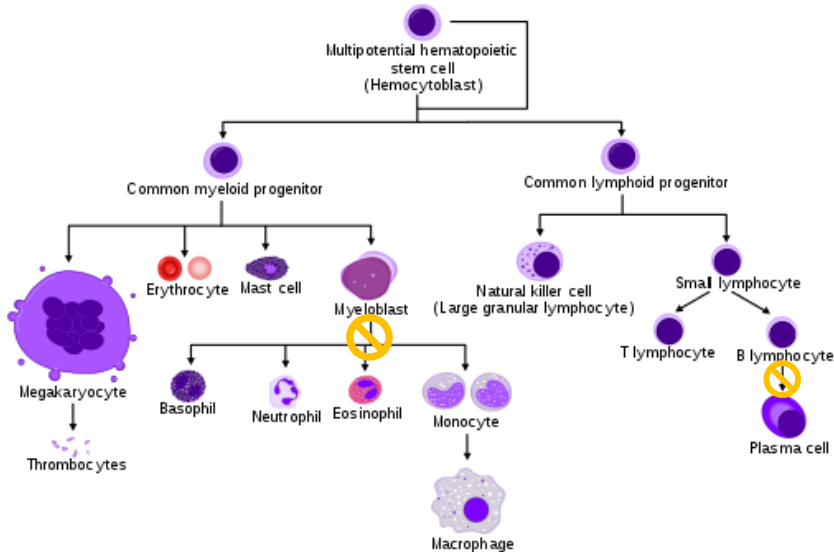 Multipotential hematopoietic
stem cell
(Hemocytoblast)
Common myeloid progenitor
Common lymphoid progenitor
Erythrocyte
Mast cell
Myeloblast
Natural killer cell
(Large granular lymphocyte)
Small lymphocyte
T lymphocyte
B lymphocyte
Megakaryocyte
Basophil
Neutrophil
Eosinophil
Monocyte
Plasma cell
Thrombocytes
Macrophage